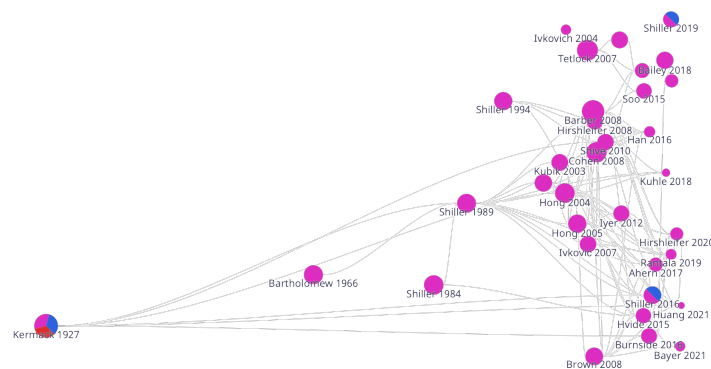 Shiller 2019
Ivkovich 2004
Tetlock 2007
Bailey 2018
Soo 2015
Shiller 1994
Barber 2008
Hirshleifer 2008
Han 2016
Shive 2010
Cohen 2008
Kubik 2003
Kuhle 2018
Hong 2004
Shiller 1989
Iyer 2012
Hong 2005
Hirshleifer 2020
Ivkovic 2007
Rantala 2019
Ahern 2017
Bartholomew 1966
Shiller 1984
Shiller 2016
Huang 2021
Hvide 2015
Kermack 1927
Burnside 2016
Bayer 2021
Brown 2008